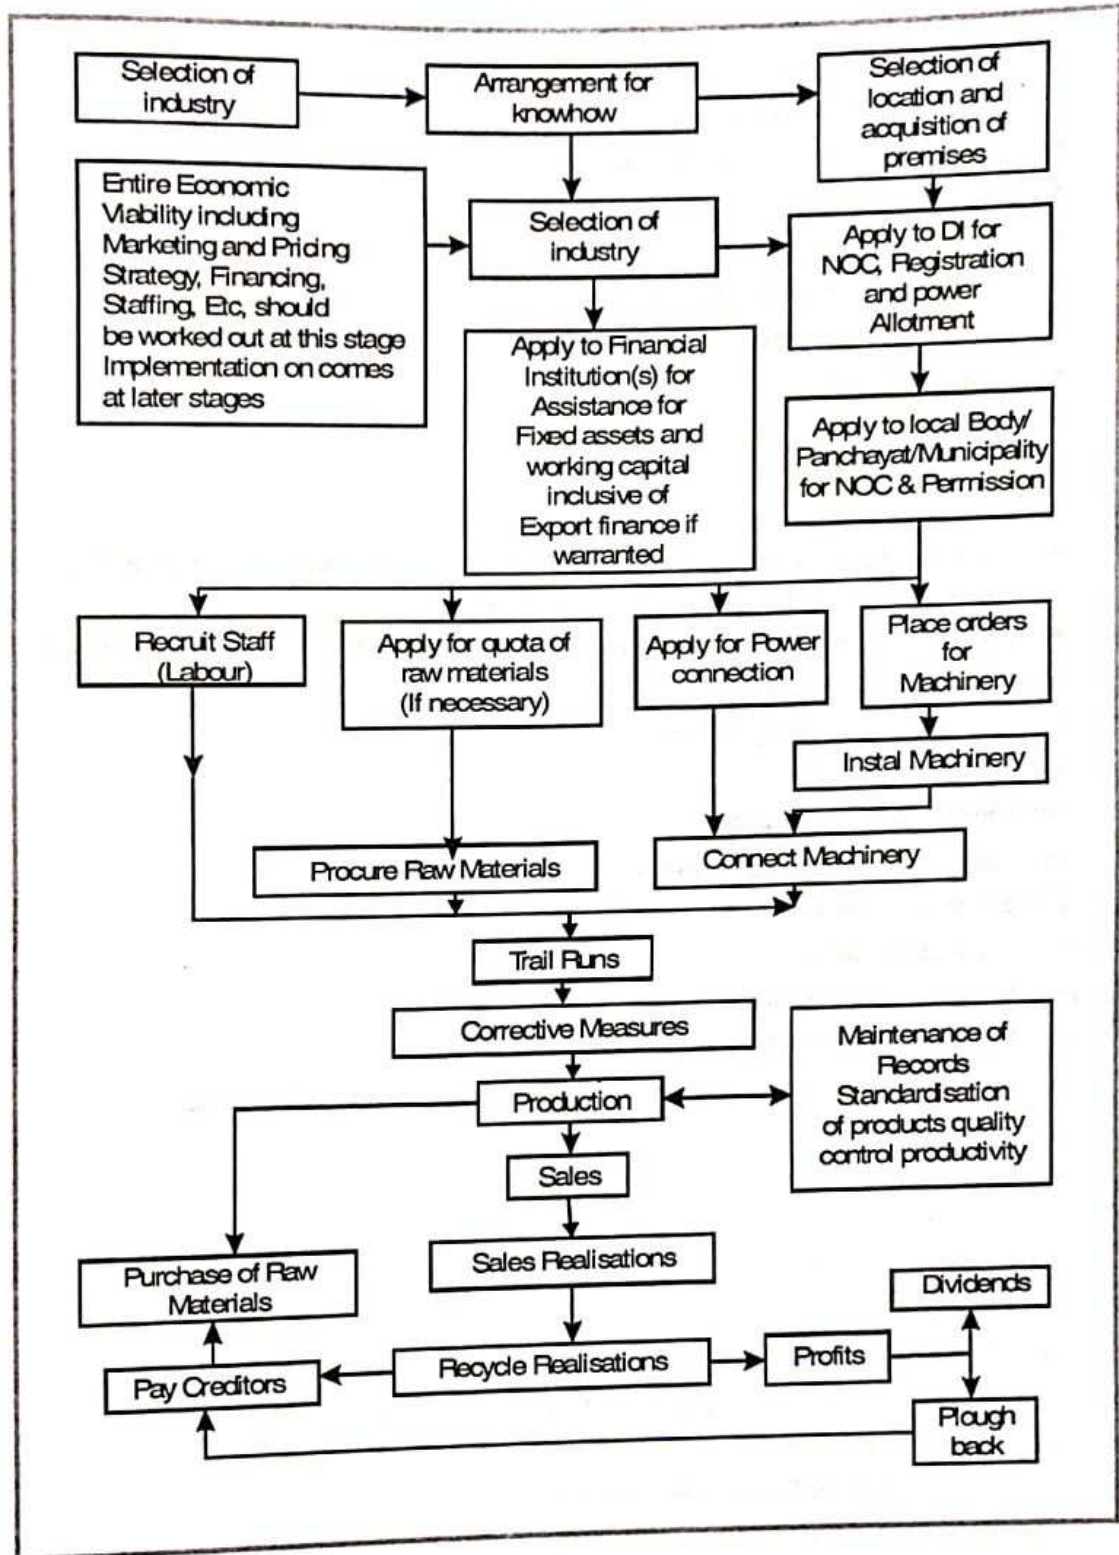 Selection of
industry
Arrangement for
knowhow
Selection of
location and
acquisition of
premises
Entire Economic
Viability including
Marketing and Pricing
Strategy, Financing,
Staffing, Etc, should
be worked out at this stage
Implementation on comes
at later stages
Selection of
industry
Apply to DI for
NOC, Registration
and power
Allotment
Apply to Financial
Institution(s) for
Assistance for
Fixed assets and
working capital
inclusive of
Export finance if
warranted
Apply to local Body/
Panchayat/Municipality
for NOC & Permission
Recruit Staff
(Labour)
Apply for quota of
raw materials
(If necessary)
Apply for Power
connection
Place orders
for
Machinery
Instal Machinery
Procure Raw Materials
Connect Machinery
Trail Runs
Corrective Measures
Production
Maintenance of
Records
Standardisation
of products quality
control productivity
Sales
Sales Realisations
Purchase of Raw
Materials
Dividends
Recycle Realisations
Profits
Pay Creditors
Plough
back